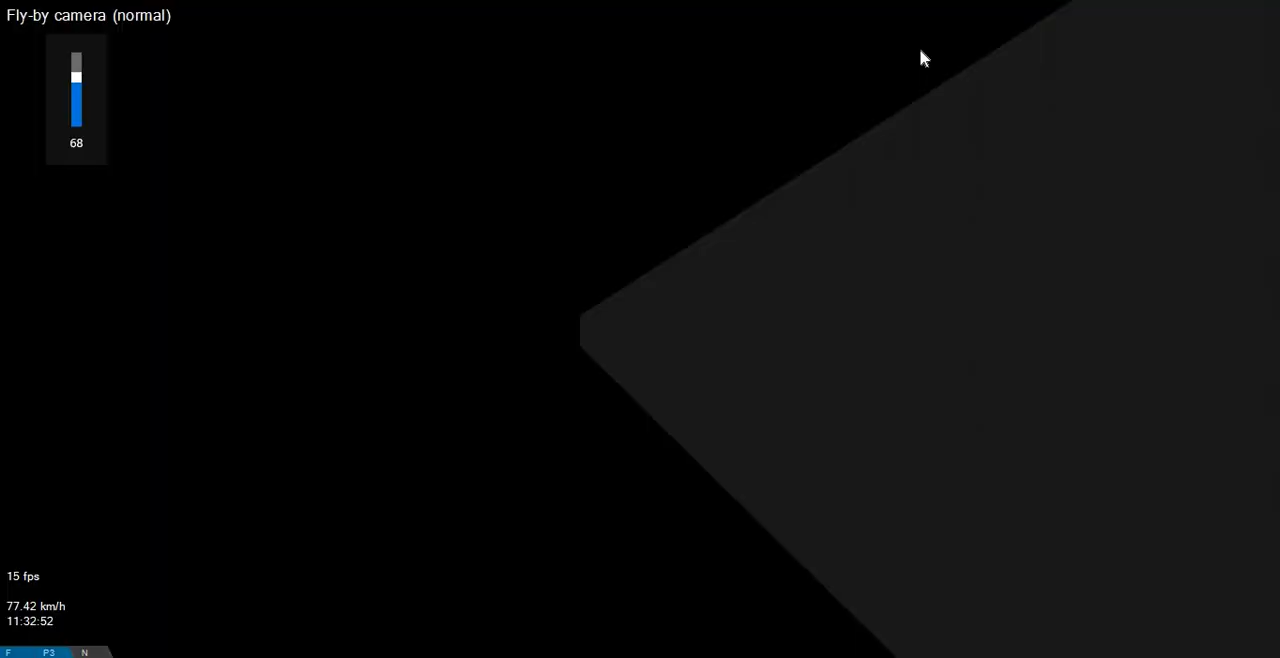 Fly-by camera (normal)
68
15 fps
77.42 km/h
11:32:52
F P3 N